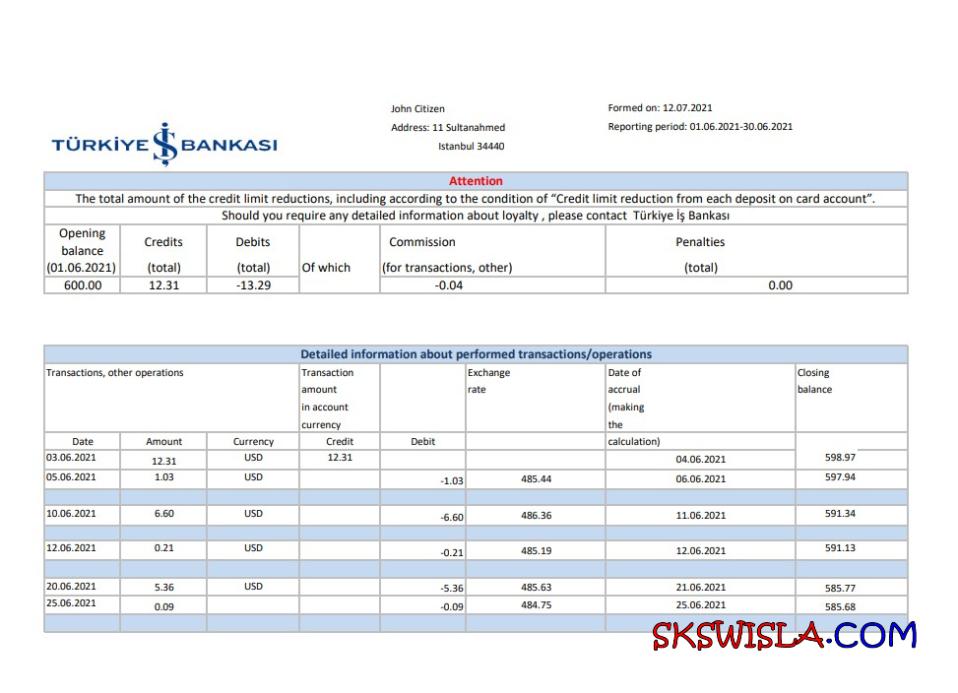 John Citizen
Formed on: 12.07.2021
Address: 11 Sultanahmed
Reporting period: 01.06.2021-30.06.2021
Istanbul 34440
TÜRKİYE İŞ BANKASI
Attention
The total amount of the credit limit reductions, including according to the condition of “Credit limit reduction from each deposit on card account”.
Should you require any detailed information about loyalty , please contact Türkiye İş Bankası
Opening balance (01.06.2021) Credits (total) Debits (total) Of which Commission (for transactions, other) Penalties (total)
600.00 12.31 -13.29 -0.04 0.00
Detailed information about performed transactions/operations
Transactions, other operations Transaction amount in account currency Exchange rate Date of accrual (making the calculation) Closing balance
Date Amount Currency Credit Debit
03.06.2021 12.31 USD 12.31 04.06.2021 598.97
05.06.2021 1.03 USD -1.03 485.44 06.06.2021 597.94
10.06.2021 6.60 USD -6.60 486.36 11.06.2021 591.34
12.06.2021 0.21 USD -0.21 485.19 12.06.2021 591.13
20.06.2021 5.36 USD -5.36 485.63 21.06.2021 585.77
25.06.2021 0.09 -0.09 484.75 25.06.2021 585.68
SKSWISLA.COM